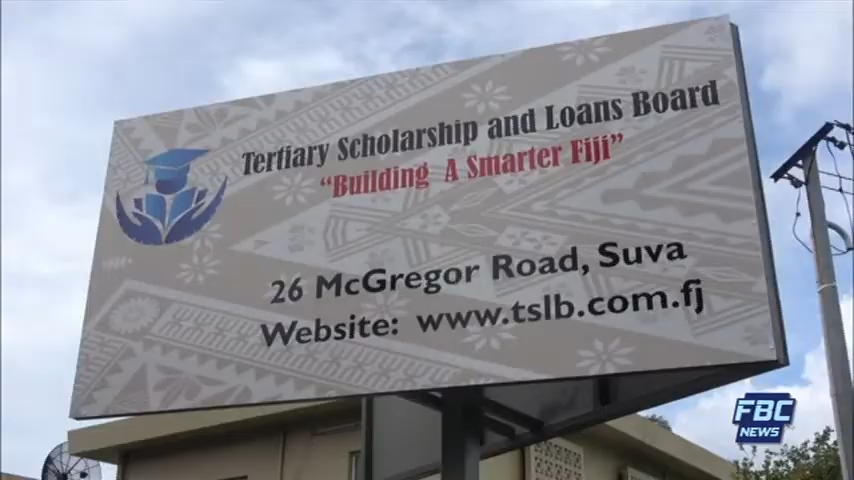 Tertiary Scholarship and Loans Board
“Building A Smarter Fiji”
26 McGregor Road, Suva
Website: www.tslb.com.fj
FBC
NEWS